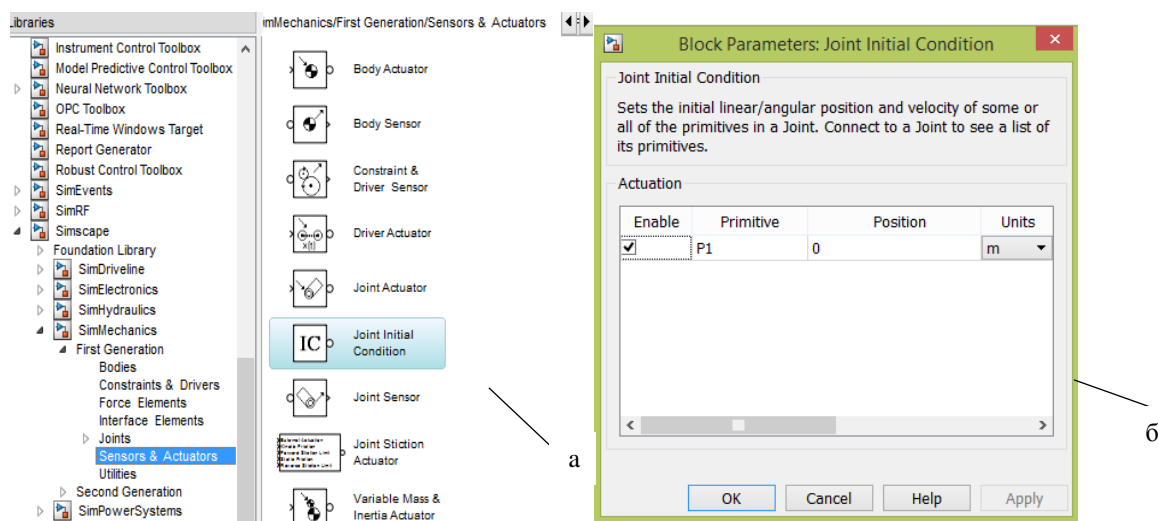 Libraries
imMechanics/First Generation/Sensors & Actuators
Instrument Control Toolbox
Model Predictive Control Toolbox
Neural Network Toolbox
OPC Toolbox
Real-Time Windows Target
Report Generator
Robust Control Toolbox
SimEvents
SimRF
Simscape
Foundation Library
SimDriveline
SimElectronics
SimHydraulics
SimMechanics
First Generation
Bodies
Constraints & Drivers
Force Elements
Interface Elements
Joints
Sensors & Actuators
Utilities
Second Generation
SimPowerSystems
Body Actuator
Body Sensor
Constraint &
Driver Sensor
x(t)
Driver Actuator
Joint Actuator
IC
Joint Initial
Condition
Joint Sensor
Joint Stiction
Actuator
Variable Mass &
Inertia Actuator
а
Block Parameters: Joint Initial Condition
Joint Initial Condition
Sets the initial linear/angular position and velocity of some or
all of the primitives in a Joint. Connect to a Joint to see a list of
its primitives.
Actuation
Enable Primitive Position Units
P1 0 m
OK Cancel Help Apply
б